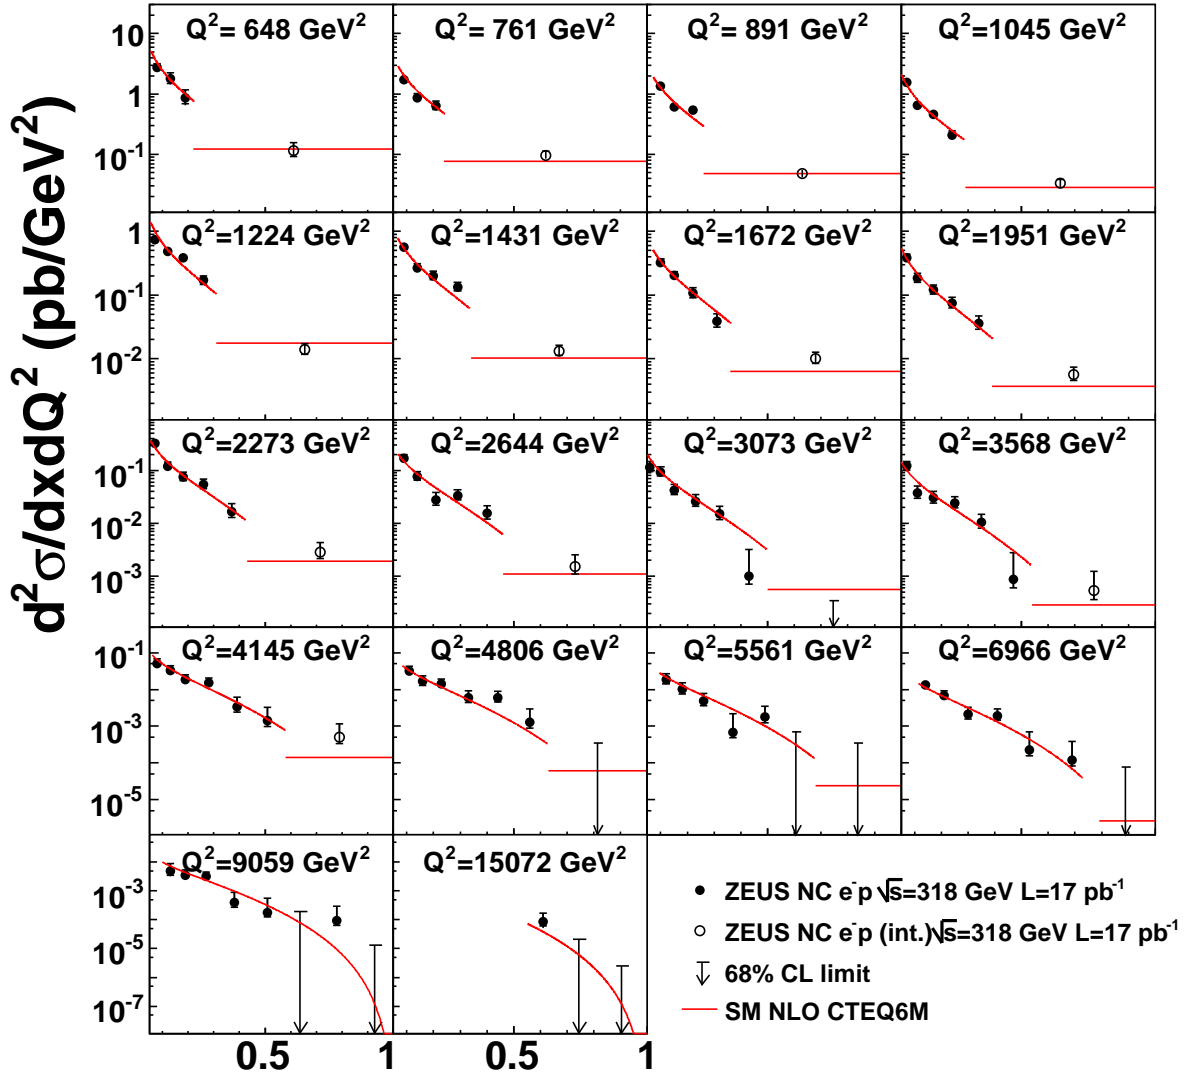 d²σ/dxdQ² (pb/GeV²)
Q²= 648 GeV²
Q²= 761 GeV²
Q²= 891 GeV²
Q²=1045 GeV²
10
1
10⁻¹
Q²=1224 GeV²
Q²=1431 GeV²
Q²=1672 GeV²
Q²=1951 GeV²
1
10⁻¹
10⁻²
Q²=2273 GeV²
Q²=2644 GeV²
Q²=3073 GeV²
Q²=3568 GeV²
10⁻¹
10⁻²
10⁻³
Q²=4145 GeV²
Q²=4806 GeV²
Q²=5561 GeV²
Q²=6966 GeV²
10⁻¹
10⁻³
10⁻⁵
Q²=9059 GeV²
Q²=15072 GeV²
10⁻³
10⁻⁵
10⁻⁷
0.5 1 0.5 1
ZEUS NC e⁻p √s=318 GeV L=17 pb⁻¹
ZEUS NC e⁻p (int.)√s=318 GeV L=17 pb⁻¹
68% CL limit
SM NLO CTEQ6M